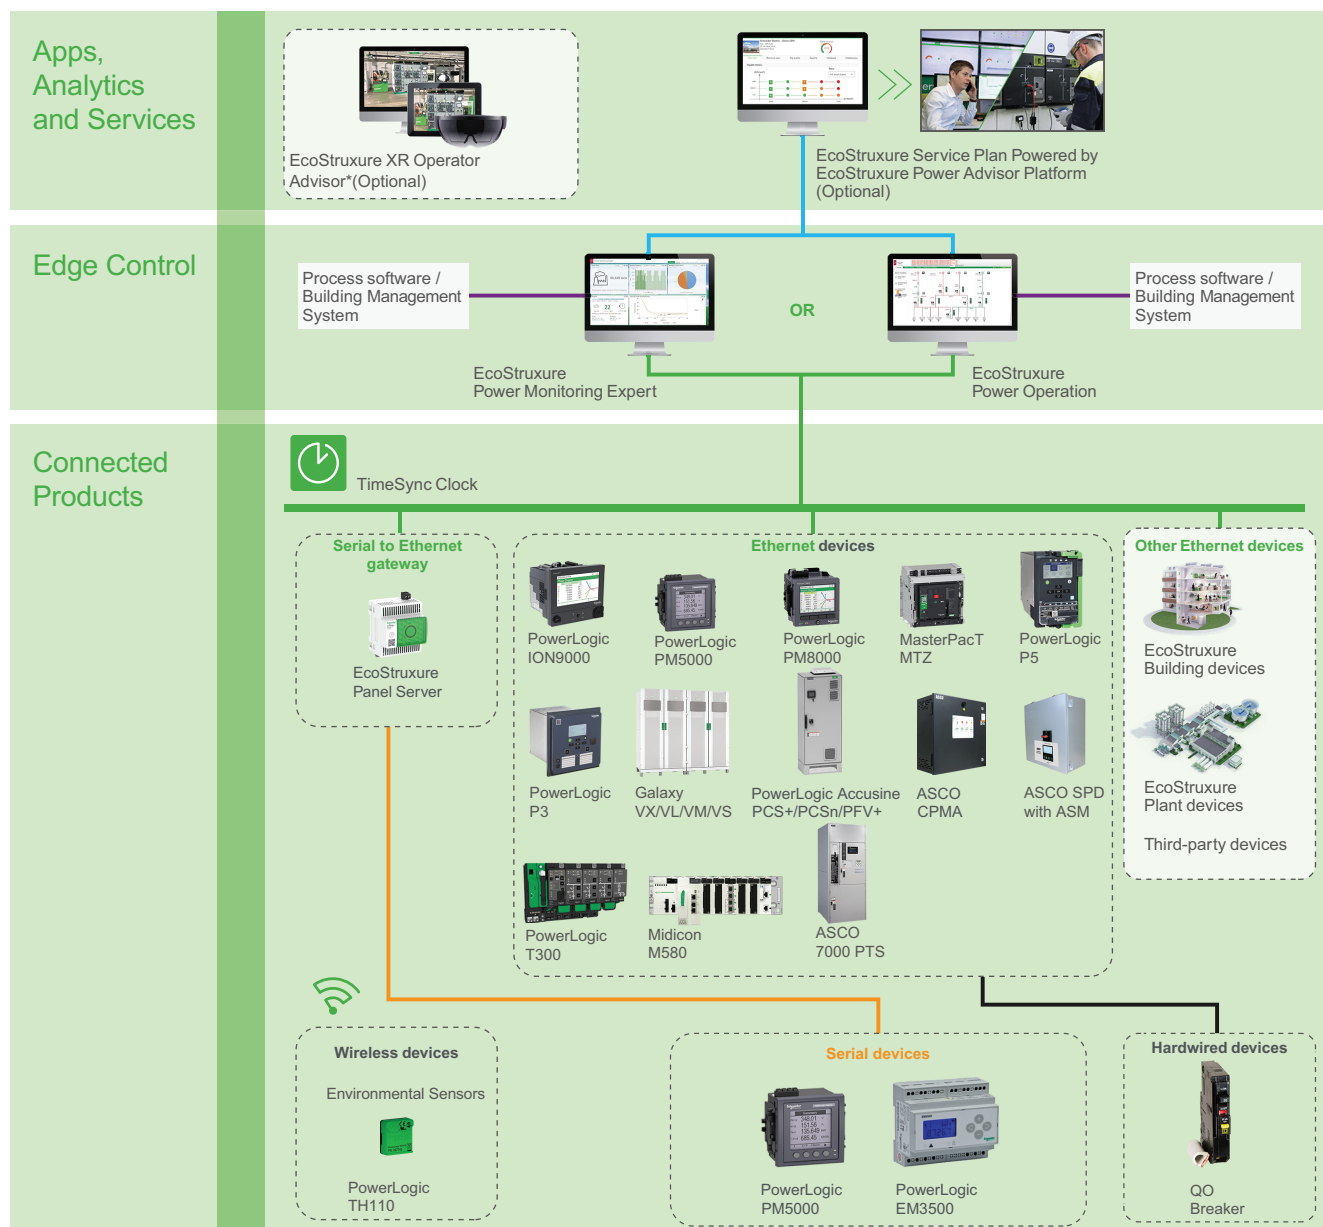 Apps,
Analytics
and Services
EcoStruxure XR Operator
Advisor*(Optional)
EcoStruxure Service Plan Powered by
EcoStruxure Power Advisor Platform
(Optional)
Edge Control
Process software /
Building Management
System
OR
Process software /
Building Management
System
EcoStruxure
Power Monitoring Expert
EcoStruxure
Power Operation
Connected
Products
TimeSync Clock
Serial to Ethernet
gateway
EcoStruxure
Panel Server
Ethernet devices
PowerLogic
ION9000
PowerLogic
PM5000
PowerLogic
PM8000
MasterPacT
MTZ
PowerLogic
P5
PowerLogic
P3
Galaxy
VX/VL/VM/VS
PowerLogic Accusine
PCS+/PCSn/PFV+
ASCO
CPMA
ASCO SPD
with ASM
PowerLogic
T300
Midicon
M580
ASCO
7000 PTS
Other Ethernet devices
EcoStruxure
Building devices
EcoStruxure
Plant devices
Third-party devices
Wireless devices
Environmental Sensors
PowerLogic
TH110
Serial devices
PowerLogic
PM5000
PowerLogic
EM3500
Hardwired devices
QO
Breaker